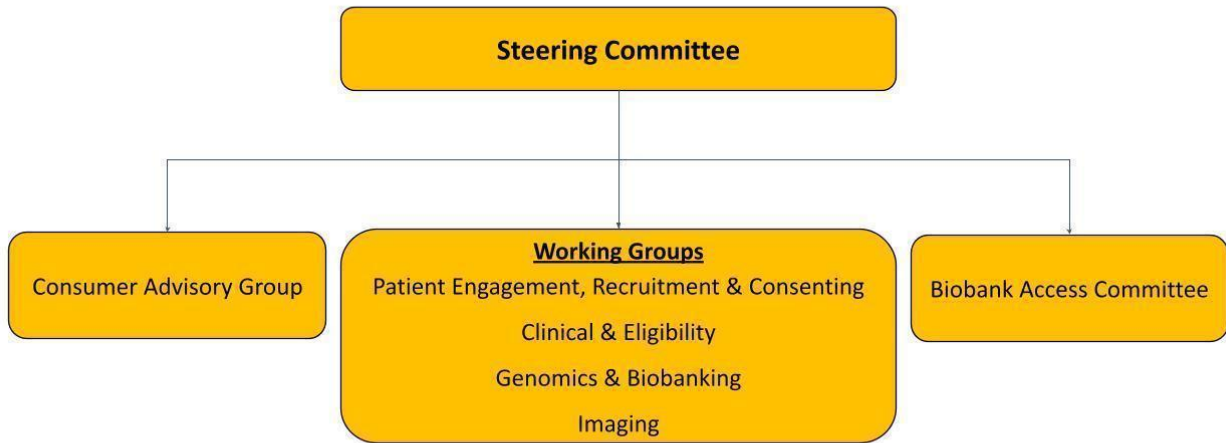 Steering Committee
Consumer Advisory Group
Working Groups
Patient Engagement, Recruitment & Consenting
Clinical & Eligibility
Genomics & Biobanking
Imaging
Biobank Access Committee